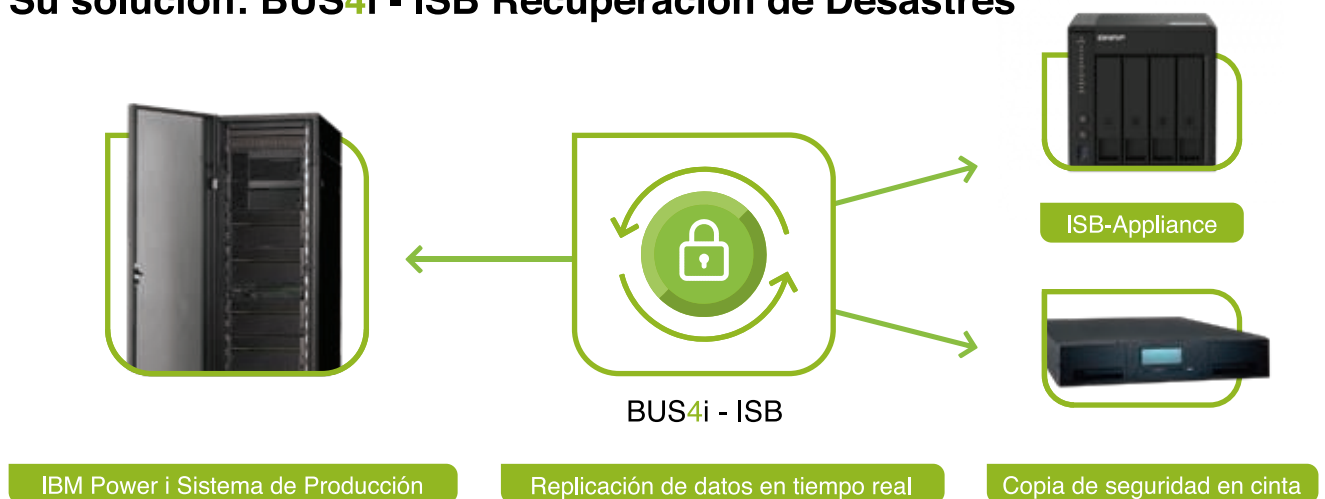 Su solución: BUS4i - ISB Recuperación de Desastres
QNAP
ISB-Appliance
BUS4i - ISB
IBM Power i Sistema de Producción
Replicación de datos en tiempo real
Copia de seguridad en cinta